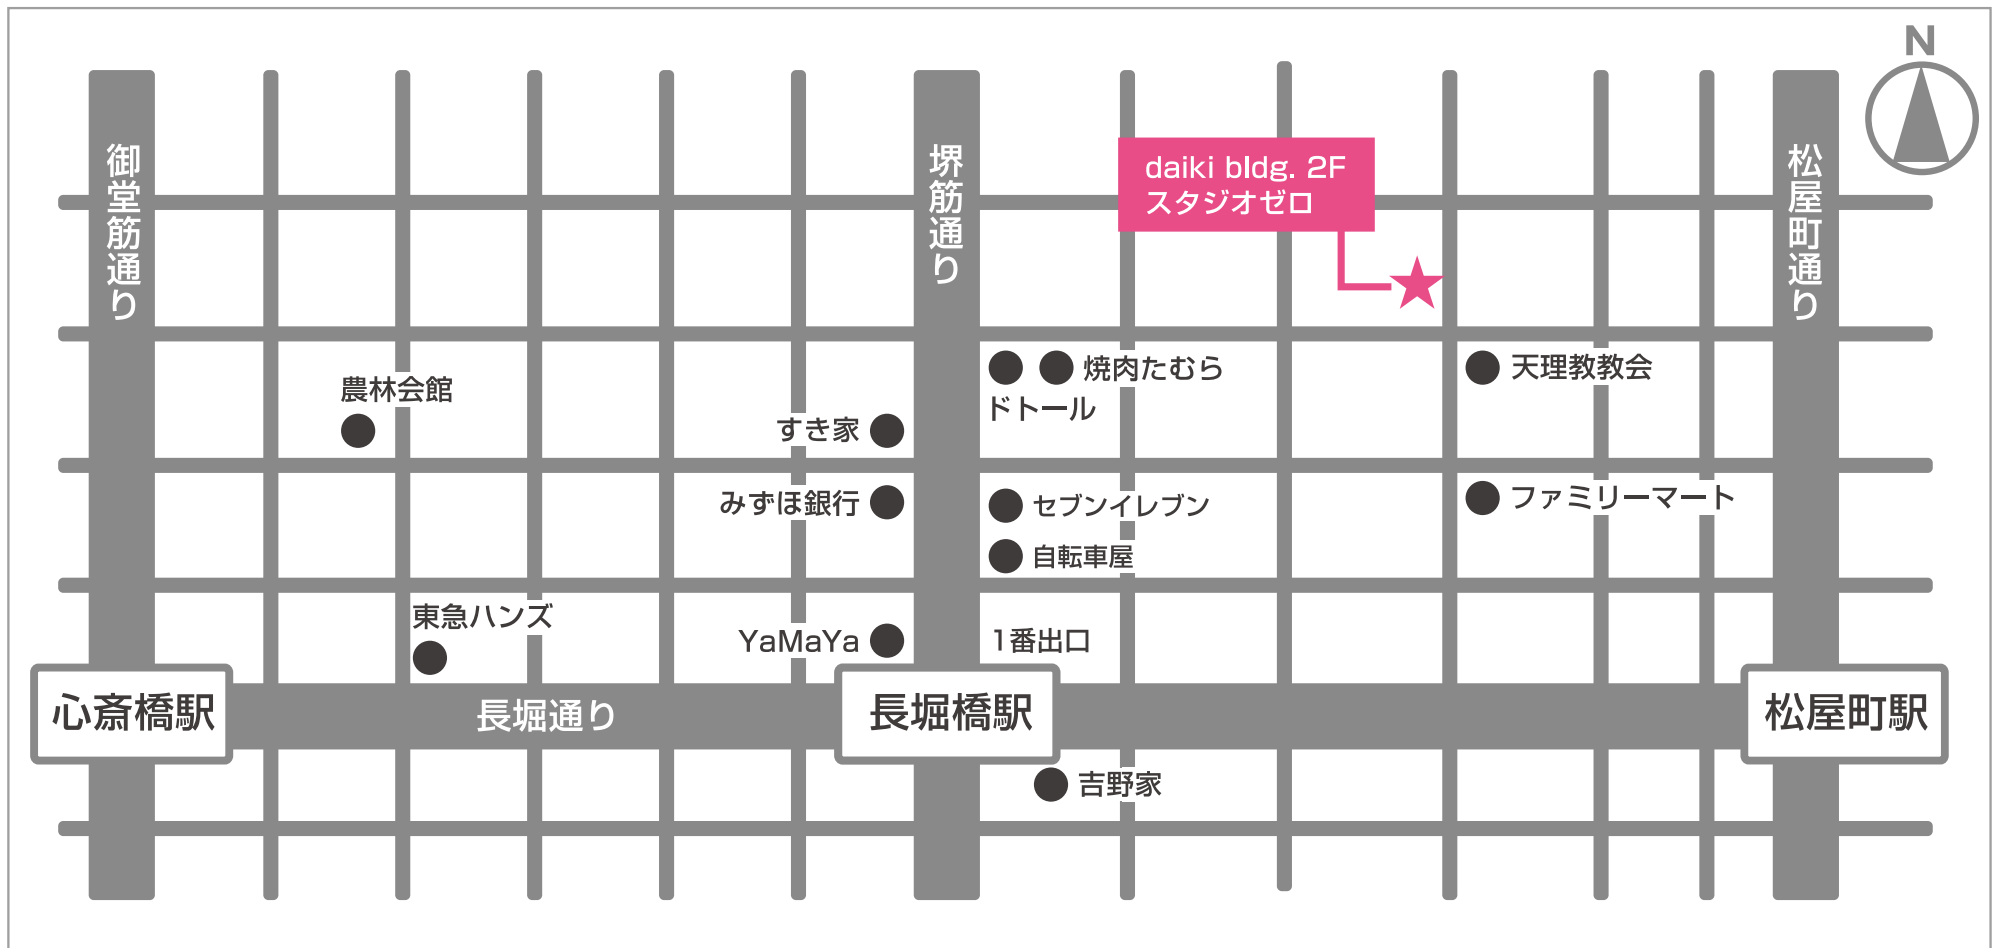 N
御堂筋通り
堺筋通り
松屋町通り
daiki bldg. 2F
スタジオゼロ
農林会館
焼肉たむら
ドトール
天理教教会
すき家
みずほ銀行
セブンイレブン
ファミリーマート
自転車屋
東急ハンズ
YaMaYa
1番出口
心斎橋駅
長堀通り
長堀橋駅
松屋町駅
吉野家